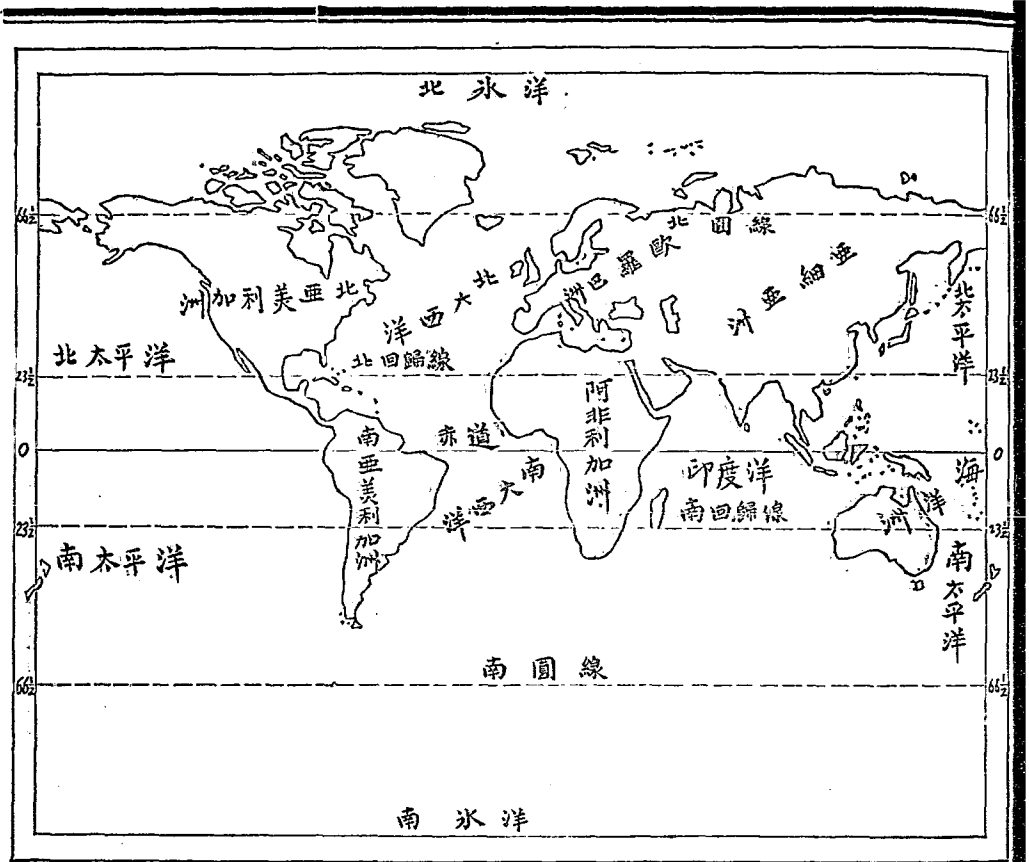 北氷洋
66½
北圓線
66½
洲加利美亜北
洋西大北
洲巴羅歐
洲亜細亜
北太平洋
北太平洋
北回歸線
23½
23½
阿非利加洲
南亜美利加洲
赤道
0
0
洋西大南
印度洋
海洋洲
南回歸線
23½
23½
南太平洋
南太平洋
南圓線
66½
66½
南氷洋